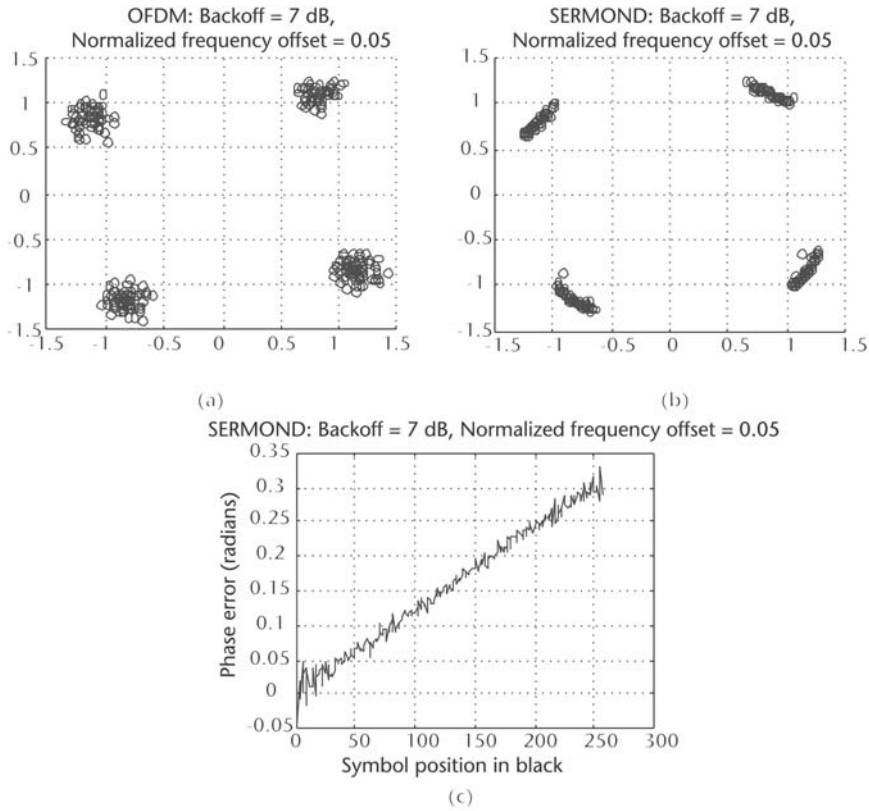 OFDM: Backoff = 7 dB,
Normalized frequency offset = 0.05
1
0.5
0
-0.5
-1
-1.5
-1.5 -1 -0.5 0 0.5 1 1.5
(a)
SERMOND: Backoff = 7 dB,
Normalized frequency offset = 0.05
1.5
1
0.5
0
-0.5
-1
-1.5
-1.5 -1 -0.5 0 0.5 1 1.5
(b)
SERMOND: Backoff = 7 dB, Normalized frequency offset = 0.05
Phase error (radians)
0.35
0.3
0.25
0.2
0.15
0.1
0.05
0
-0.05
0 50 100 150 200 250 300
Symbol position in black
(c)